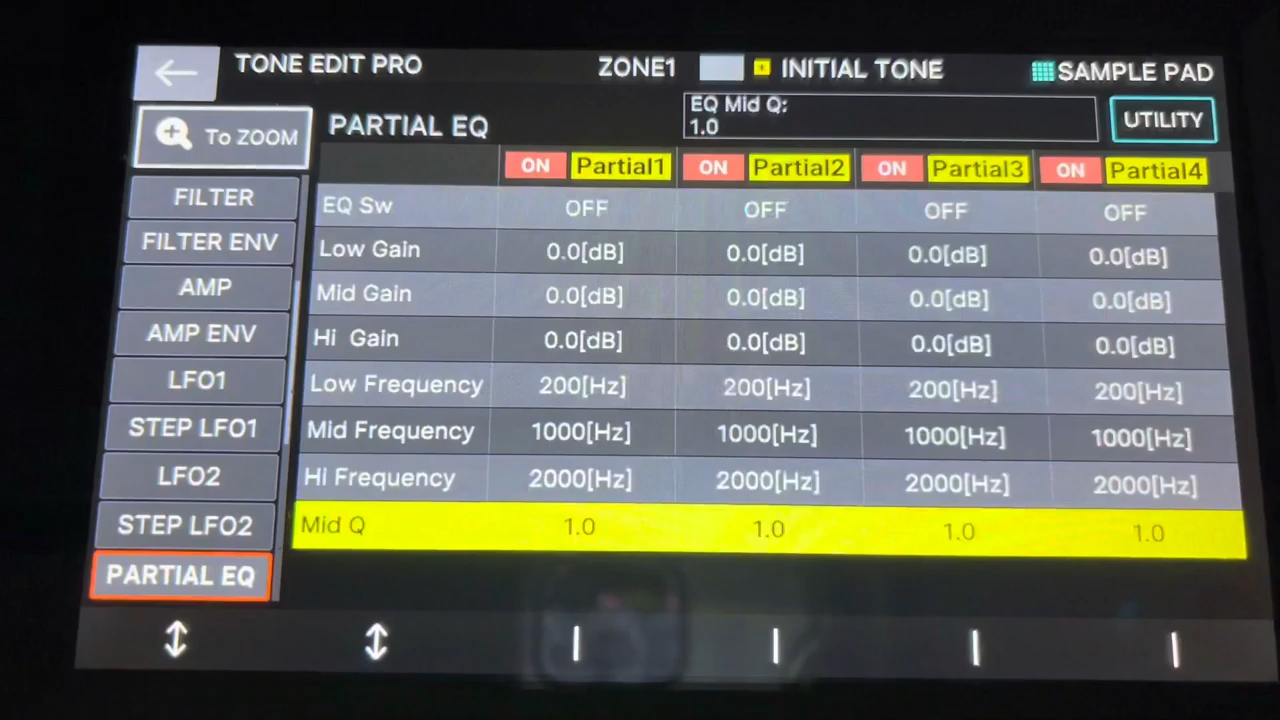 TONE EDIT PRO ZONE1 INITIAL TONE SAMPLE PAD
To ZOOM PARTIAL EQ EQ Mid Q: UTILITY
1.0
ON Partial1 ON Partial2 ON Partial3 ON Partial4
FILTER
FILTER ENV
AMP
AMP ENV
LFO1
STEP LFO1
LFO2
STEP LFO2
PARTIAL EQ
EQ Sw OFF OFF OFF OFF
Low Gain 0.0[dB] 0.0[dB] 0.0[dB] 0.0[dB]
Mid Gain 0.0[dB] 0.0[dB] 0.0[dB] 0.0[dB]
Hi Gain 0.0[dB] 0.0[dB] 0.0[dB] 0.0[dB]
Low Frequency 200[Hz] 200[Hz] 200[Hz] 200[Hz]
Mid Frequency 1000[Hz] 1000[Hz] 1000[Hz] 1000[Hz]
Hi Frequency 2000[Hz] 2000[Hz] 2000[Hz] 2000[Hz]
Mid Q 1.0 1.0 1.0 1.0